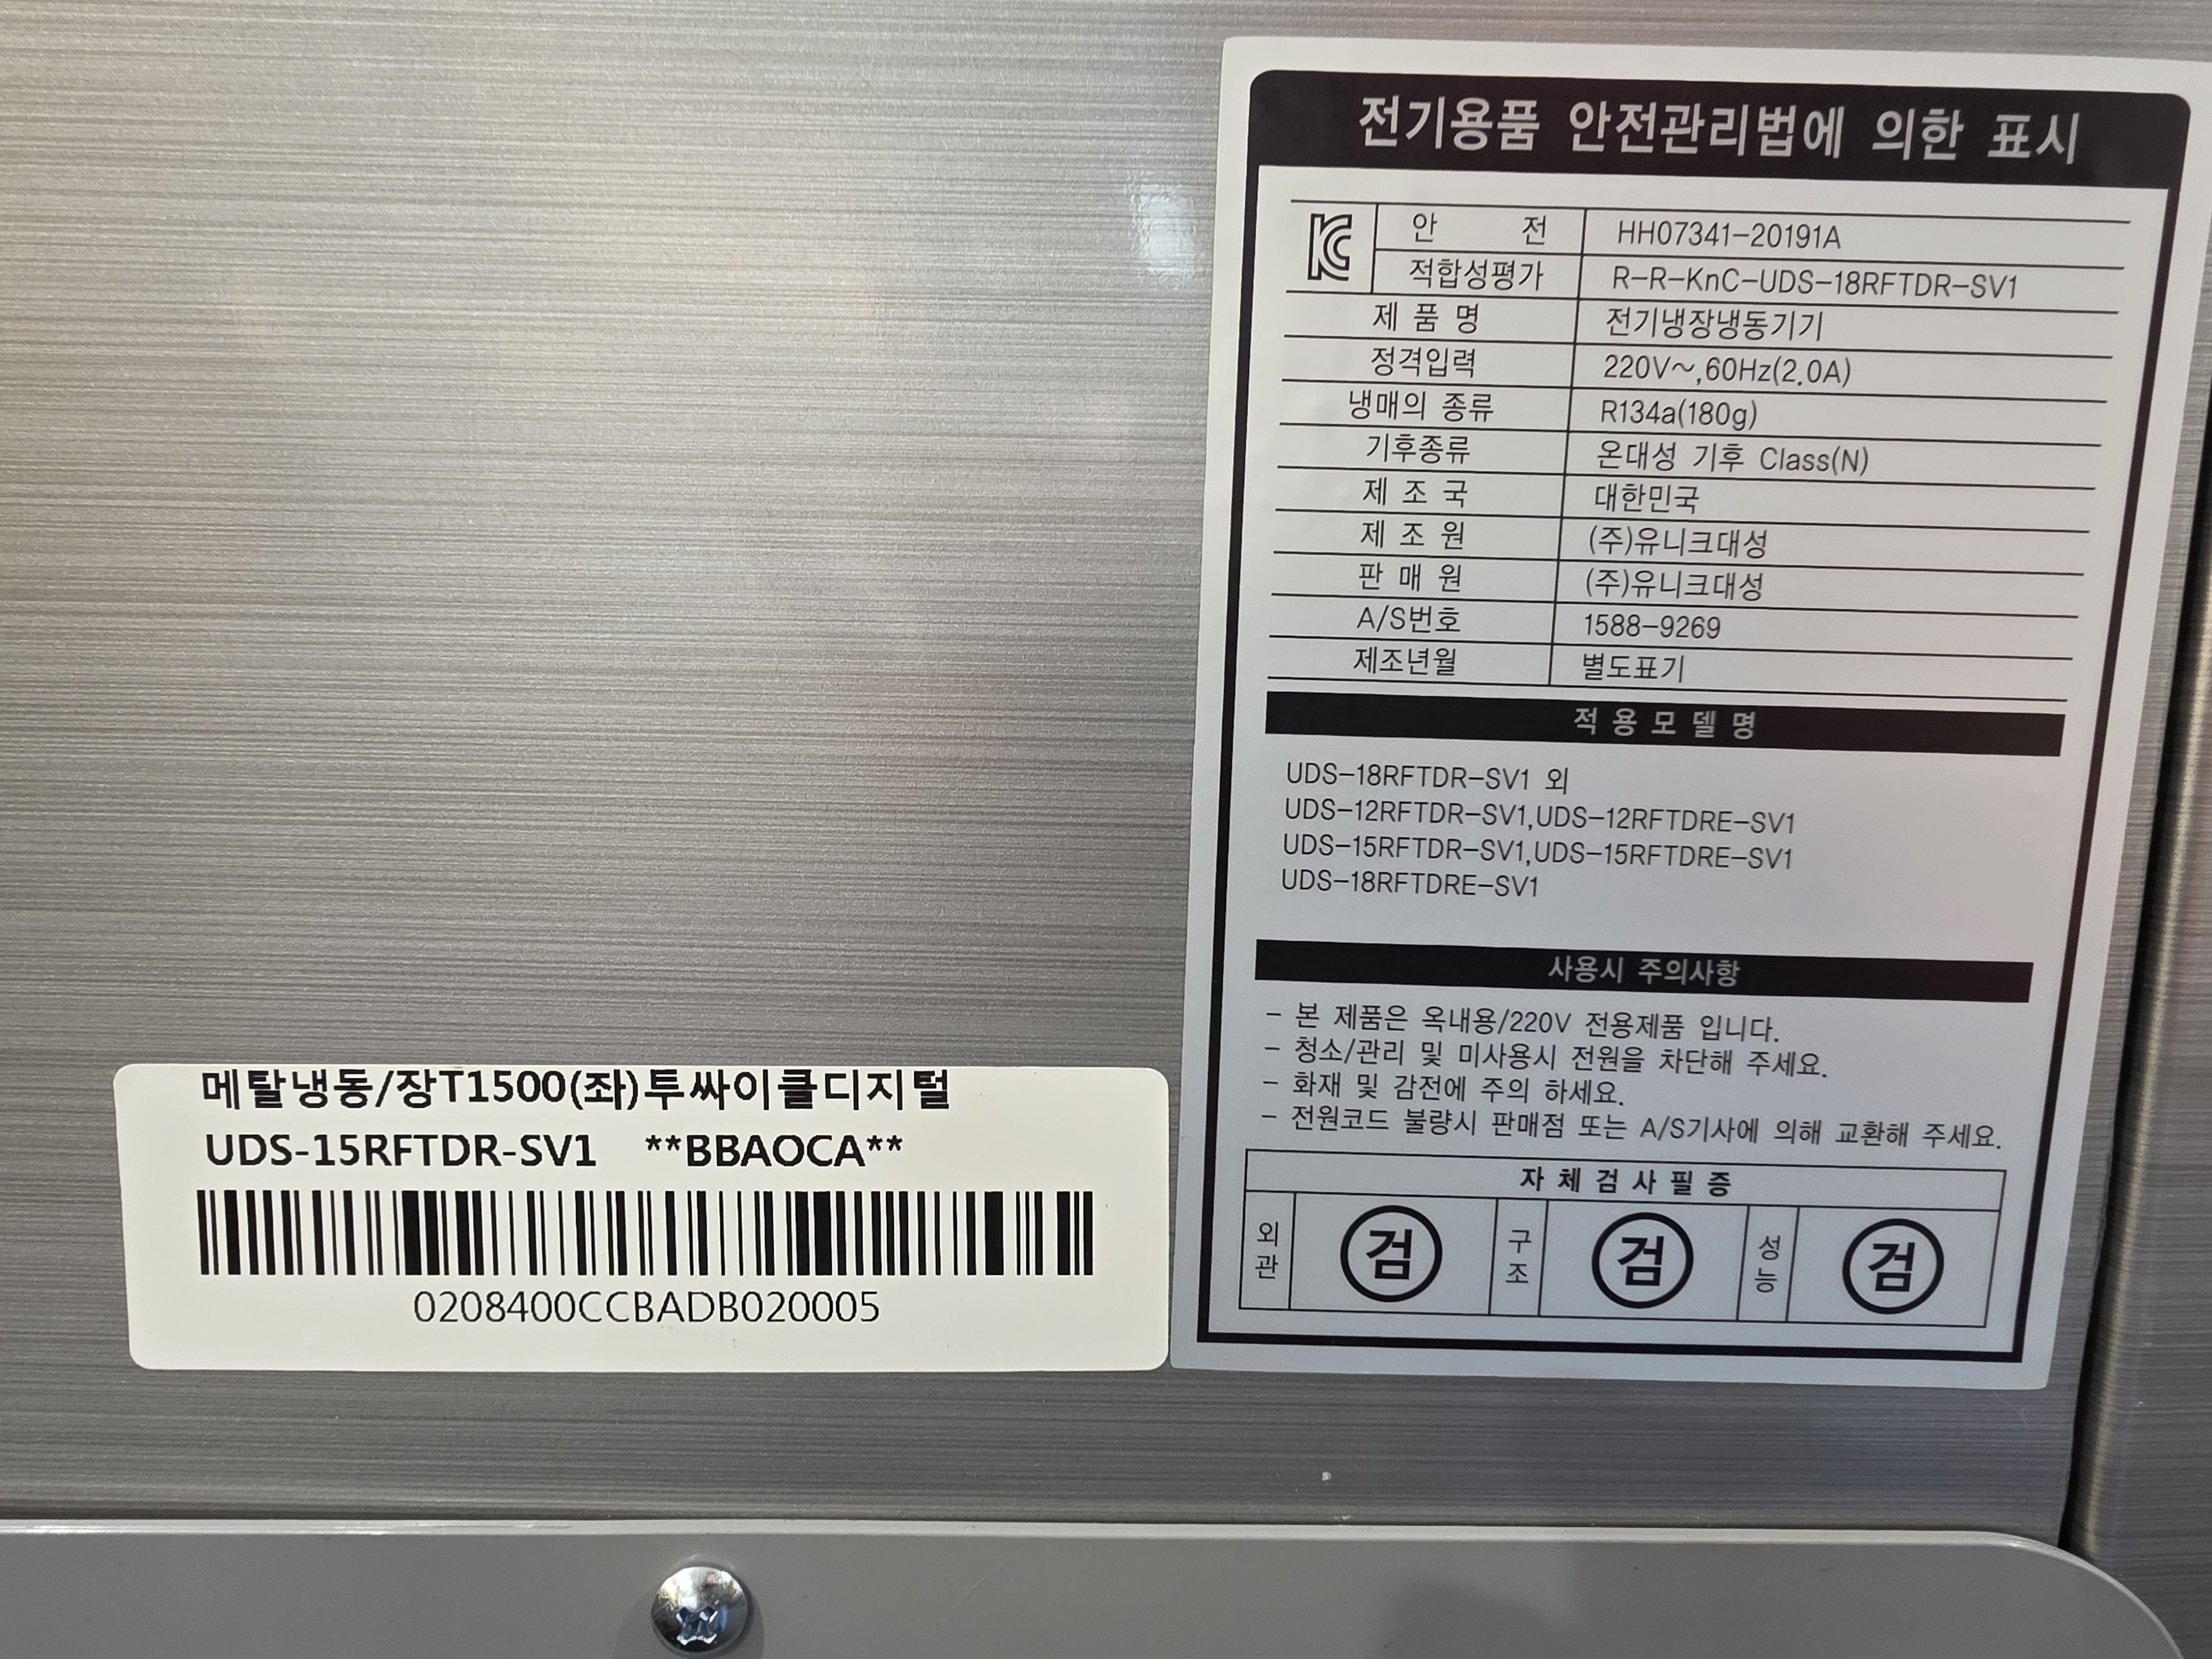 전기용품 안전관리법에 의한 표시
안 전 HH07341-20191A
적합성평가 R-R-KnC-UDS-18RFTDR-SV1
제 품 명 전기냉장냉동기기
정격입력 220V~,60Hz(2.0A)
냉매의 종류 R134a(180g)
기후종류 온대성 기후 Class(N)
제 조 국 대한민국
제 조 원 (주)유니크대성
판 매 원 (주)유니크대성
A/S번호 1588-9269
제조년월 별도표기
적 용 모 델 명
UDS-18RFTDR-SV1 외
UDS-12RFTDR-SV1,UDS-12RFTDRE-SV1
UDS-15RFTDR-SV1,UDS-15RFTDRE-SV1
UDS-18RFTDRE-SV1
사용시 주의사항
- 본 제품은 옥내용/220V 전용제품 입니다.
- 청소/관리 및 미사용시 전원을 차단해 주세요.
- 화재 및 감전에 주의 하세요.
- 전원코드 불량시 판매점 또는 A/S기사에 의해 교환해 주세요.
자 체 검 사 필 증
외관 검 구조 검 성능 검
메탈냉동/장T1500(좌)투싸이클디지털
UDS-15RFTDR-SV1 **BBAOCA**
0208400CCBADB020005